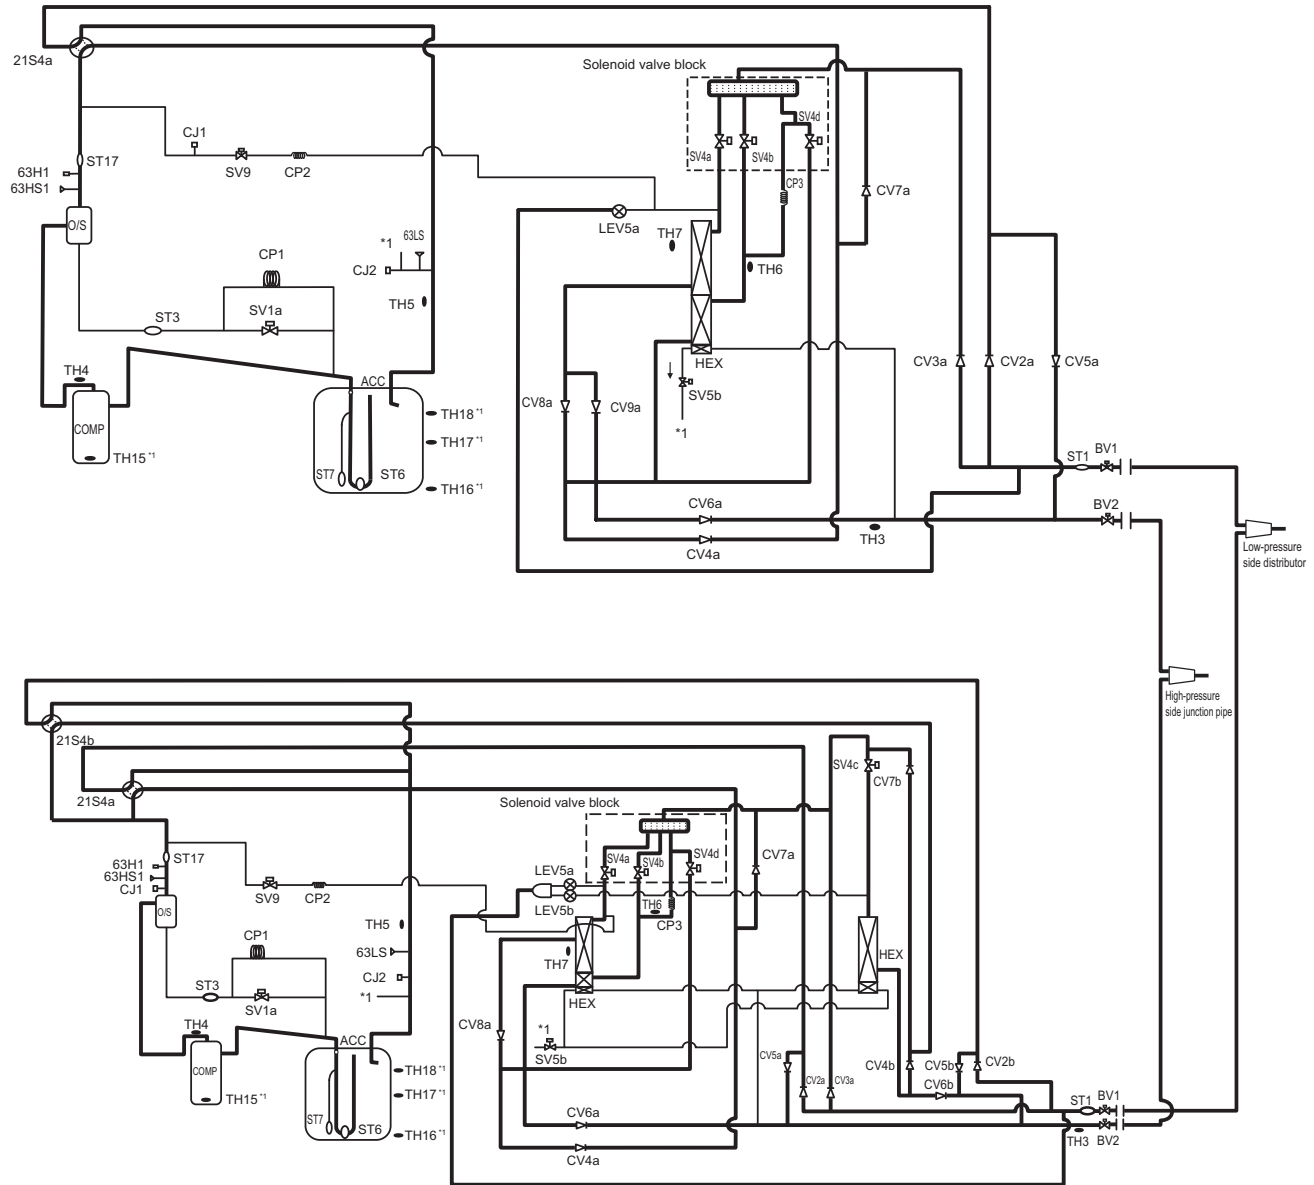 21S4a
Solenoid valve block
CJ1
SV4d
ST17
SV9
CP2
SV4a
SV4b
63H1
63HS1
CP3
CV7a
O/S
LEV5a
TH7
*1
63LS
CP1
CJ2
TH6
SV1a
TH5
ST3
HEX
CV3a
CV2a
CV5a
TH4
ACC
SV5b
CV8a
CV9a
TH18*1
COMP
*1
TH17*1
ST1
BV1
TH15*1
ST7
ST6
TH16*1
CV6a
BV2
TH3
CV4a
Low-pressure
side distributor
High-pressure
side junction pipe
21S4b
SV4c
CV7b
21S4a
Solenoid valve block
ST17
SV4a
SV4b
SV4d
CV7a
63H1
63HS1
CJ1
LEV5a
SV9
CP2
LEV5b
TH6
O/S
TH5
CP3
CP1
63LS
TH7
HEX
CJ2
ST3
*1
SV1a
HEX
TH4
CV8a
*1
ACC
SV5b
CV5a
CV4b
CV5b
CV2b
COMP
TH18*1
CV2a
CV3a
CV6b
TH15*1
TH17*1
ST1
BV1
ST7
ST6
CV6a
TH16*1
TH3
BV2
CV4a